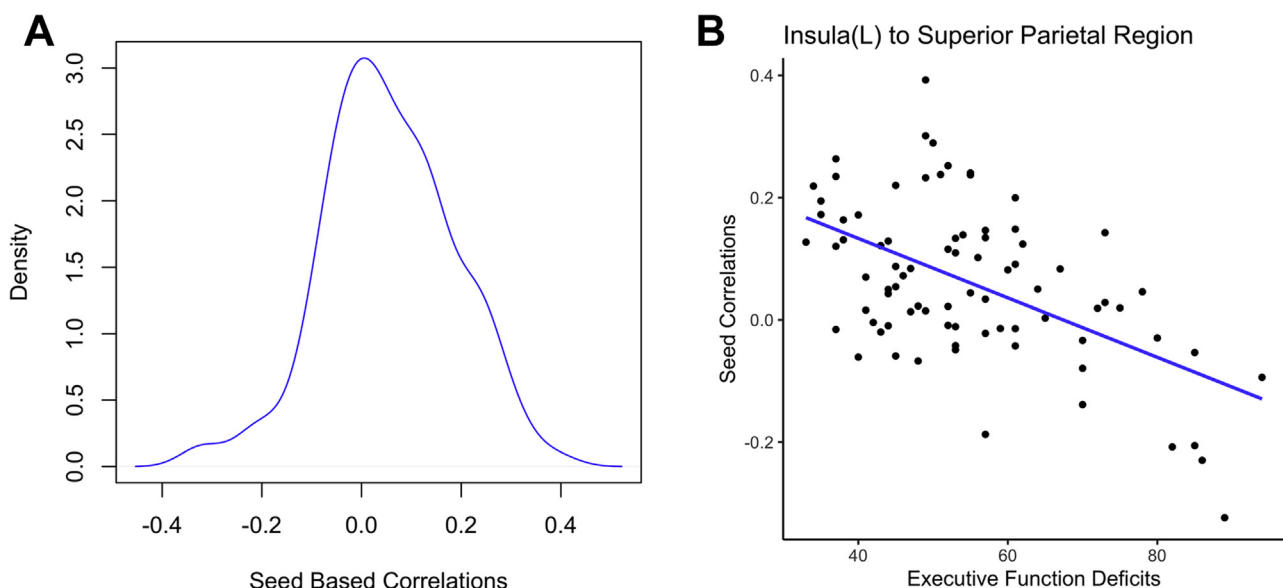 A
Density
3.0
2.5
2.0
1.5
1.0
0.5
0.0
-0.4 -0.2 0.0 0.2 0.4
Seed Based Correlations
B
Insula(L) to Superior Parietal Region
Seed Correlations
0.4
0.2
0.0
-0.2
40 60 80
Executive Function Deficits